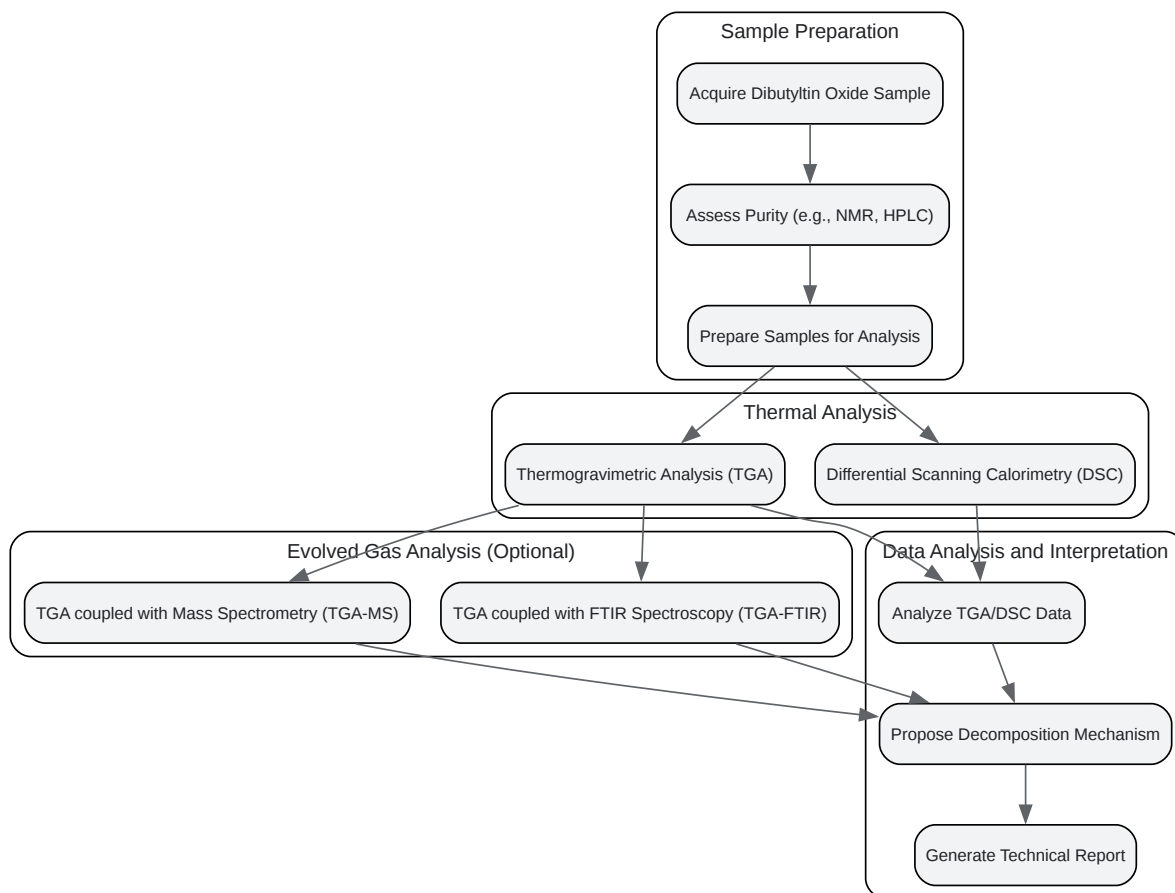 Sample Preparation
Acquire Dibutyltin Oxide Sample
Assess Purity (e.g., NMR, HPLC)
Prepare Samples for Analysis
Thermal Analysis
Thermogravimetric Analysis (TGA)
Differential Scanning Calorimetry (DSC)
Evolved Gas Analysis (Optional)
Data Analysis and Interpretation
TGA coupled with Mass Spectrometry (TGA-MS)
TGA coupled with FTIR Spectroscopy (TGA-FTIR)
Analyze TGA/DSC Data
Propose Decomposition Mechanism
Generate Technical Report